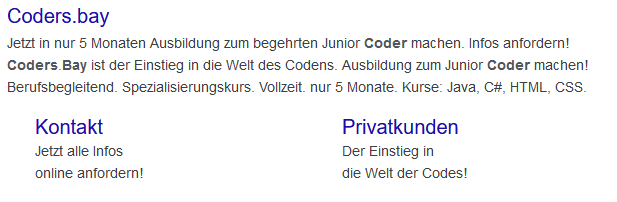 Coders.bay
Jetzt in nur 5 Monaten Ausbildung zum begehrten Junior Coder machen. Infos anfordern!
Coders.Bay ist der Einstieg in die Welt des Codens. Ausbildung zum Junior Coder machen!
Berufsbegleitend. Spezialisierungskurs. Vollzeit. nur 5 Monate. Kurse: Java, C#, HTML, CSS.
Kontakt
Jetzt alle Infos
online anfordern!
Privatkunden
Der Einstieg in
die Welt der Codes!